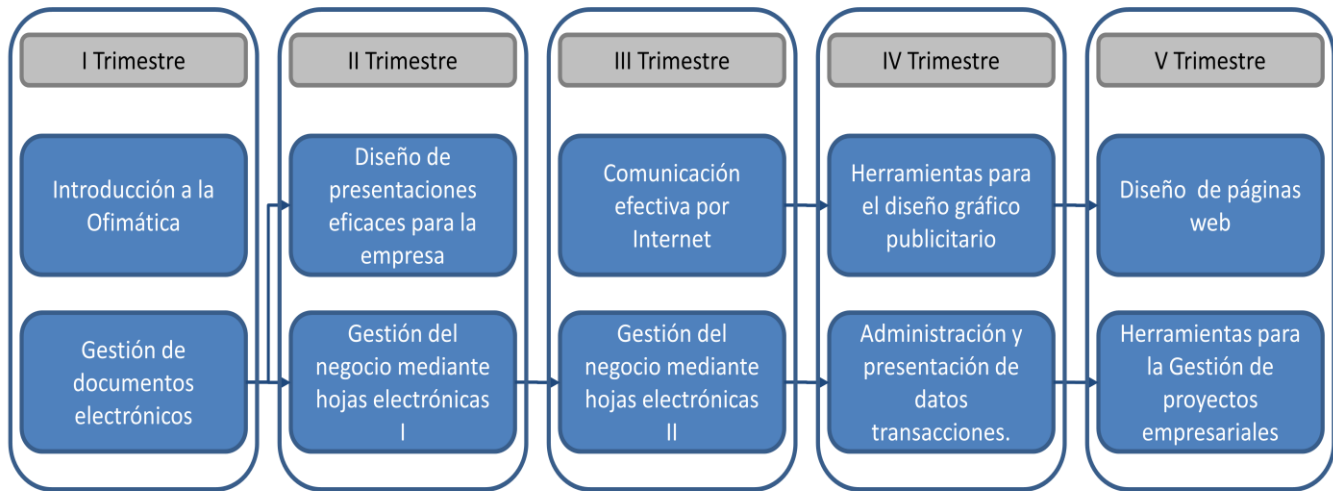 I Trimestre
Introducción a la
Ofimática
Gestión de
documentos
electrónicos
II Trimestre
Diseño de
presentaciones
eficaces para la
empresa
Gestión del
negocio mediante
hojas electrónicas
I
III Trimestre
Comunicación
efectiva por
Internet
Gestión del
negocio mediante
hojas electrónicas
II
IV Trimestre
Herramientas para
el diseño gráfico
publicitario
Administración y
presentación de
datos
transacciones.
V Trimestre
Diseño de páginas
web
Herramientas para
la Gestión de
proyectos
empresariales